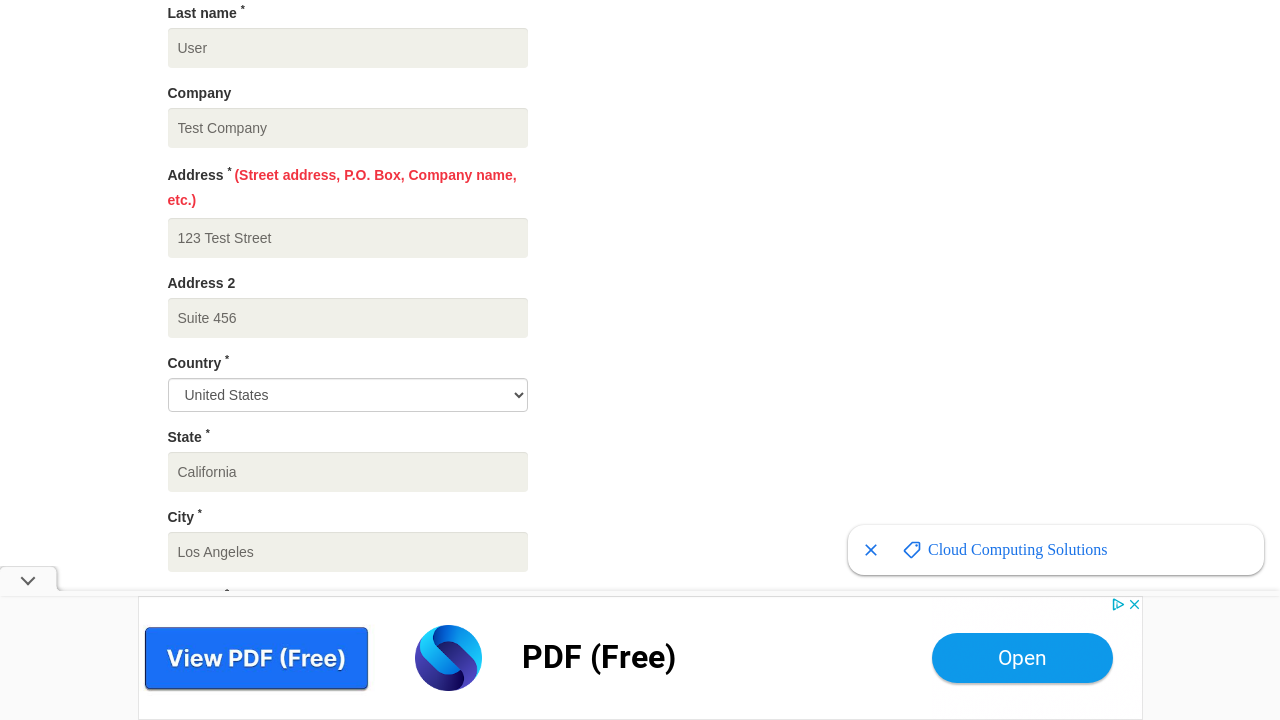 Last name *
User
Company
Test Company
Address * (Street address, P.O. Box, Company name,
etc.)
123 Test Street
Address 2
Suite 456
Country *
United States
State *
California
City *
Los Angeles
Cloud Computing Solutions
View PDF (Free)
PDF (Free)
Open